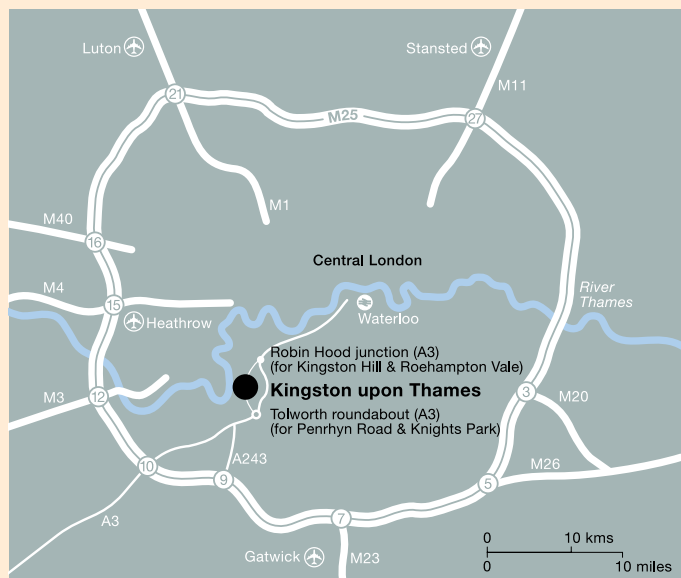 Luton
Stansted
21
M11
M25
27
M1
M40
16
Central London
M4
15
River
Thames
Heathrow
Waterloo
Robin Hood junction (A3)
(for Kingston Hill & Roehampton Vale)
Kingston upon Thames
M3
12
3
M20
Tolworth roundabout (A3)
(for Penrhyn Road & Knights Park)
A243
10
9
M26
5
A3
7
0 10 kms
Gatwick
M23
0 10 miles